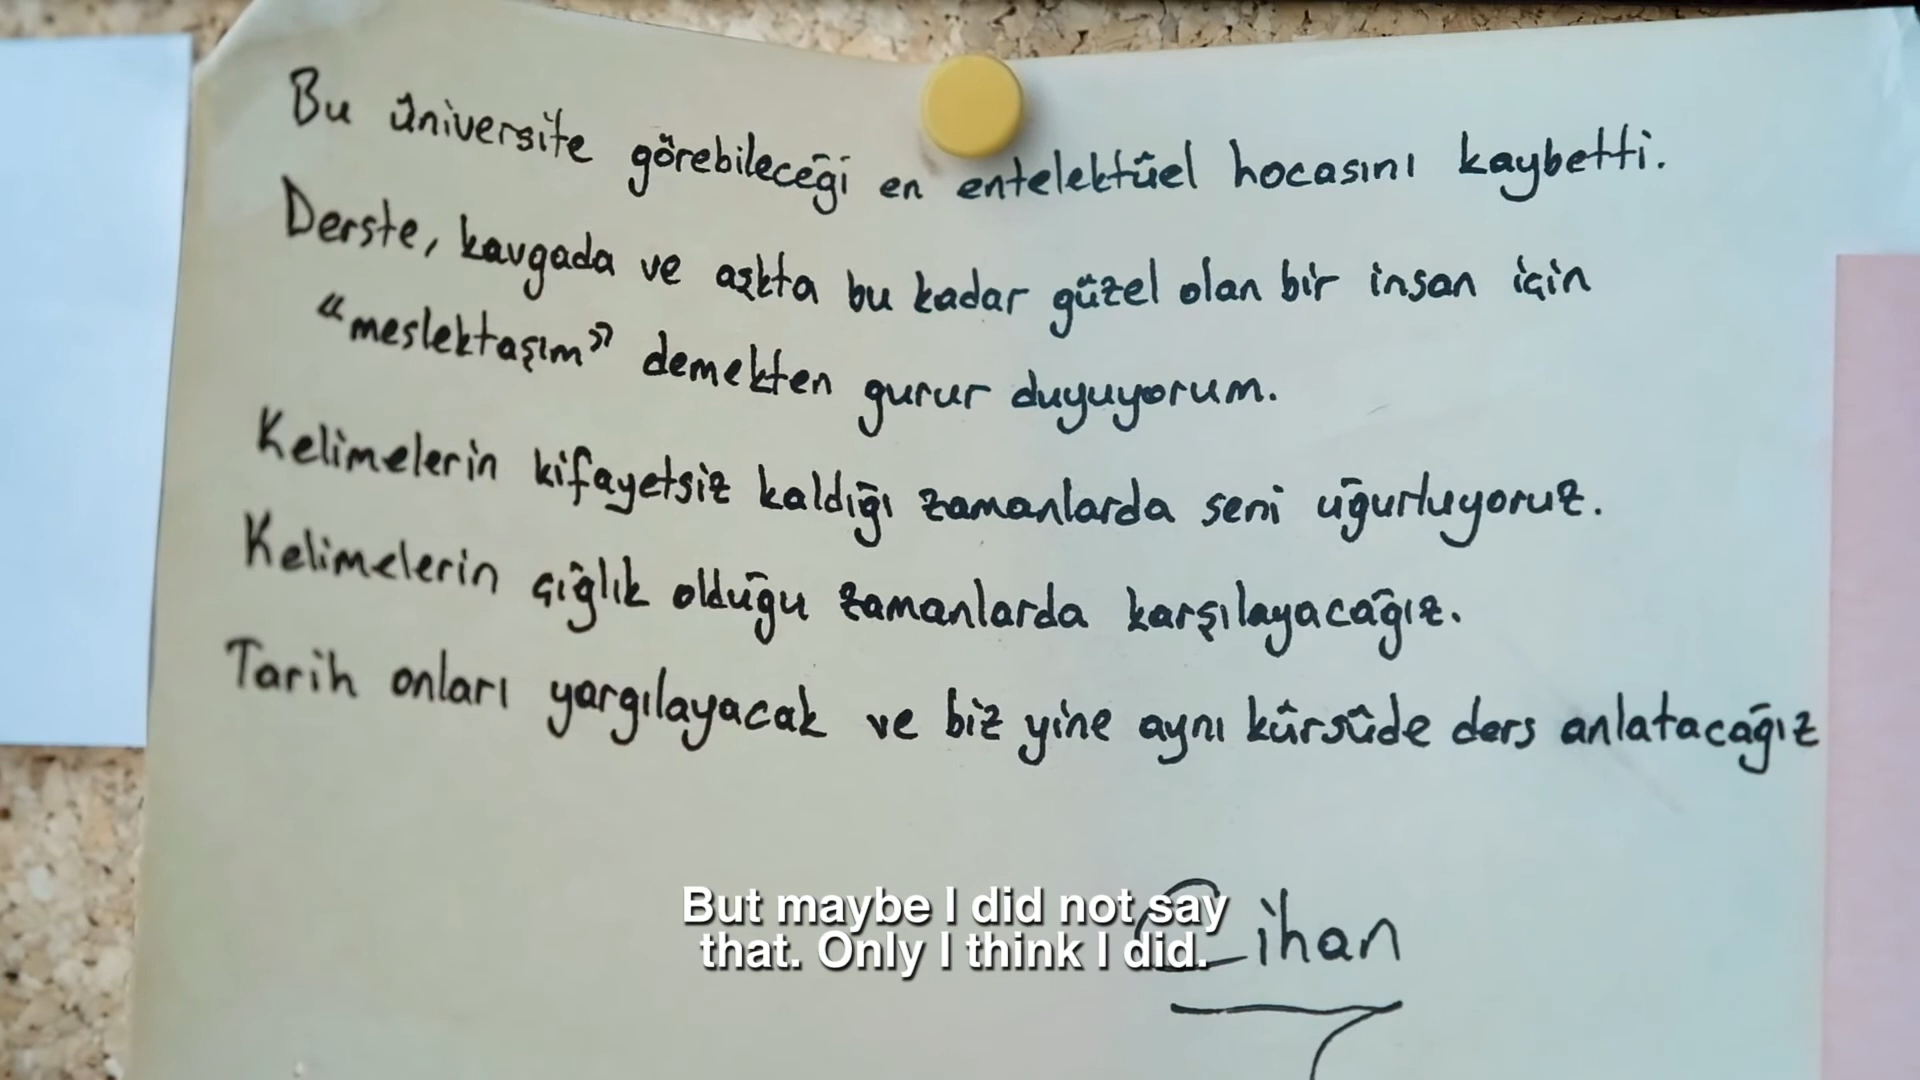 Bu üniversite görebileceği en entelektüel hocasını kaybetti.
Derste, kavgada ve aşkta bu kadar güzel olan bir insan için
“meslektaşım” demekten gurur duyuyorum.
Kelimelerin kifayetsiz kaldığı zamanlarda seni uğurluyoruz.
Kelimelerin çığlık olduğu zamanlarda karşılayacağız.
Tarih onları yargılayacak ve biz yine aynı kürsüde ders anlatacağız
Cihan
But maybe I did not say
that. Only I think I did.